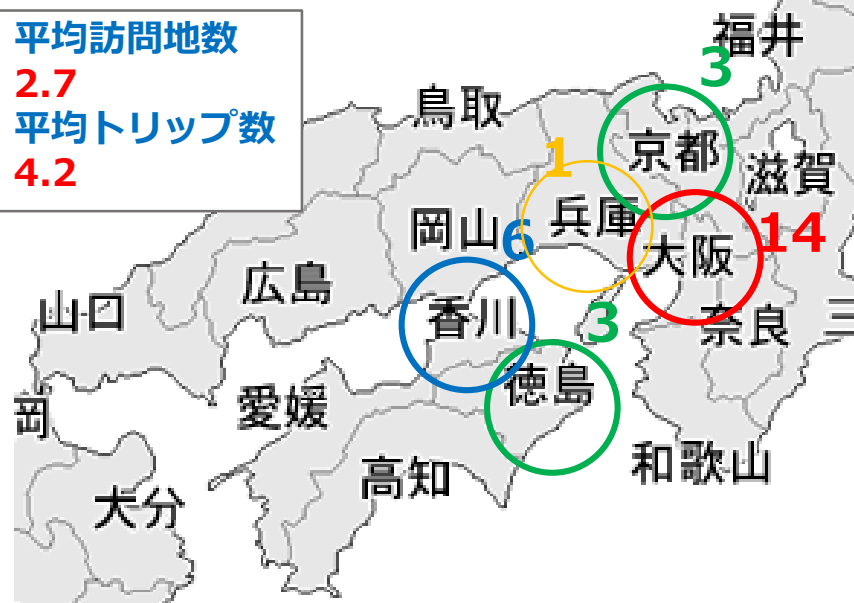 平均訪問地数
2.7
平均トリップ数
4.2
福井
3
鳥取
京都
1
滋賀
兵庫
岡山
6
14
大阪
広島
山口
香川
3
奈良
三
徳島
愛媛
岡
高知
和歌山
大分